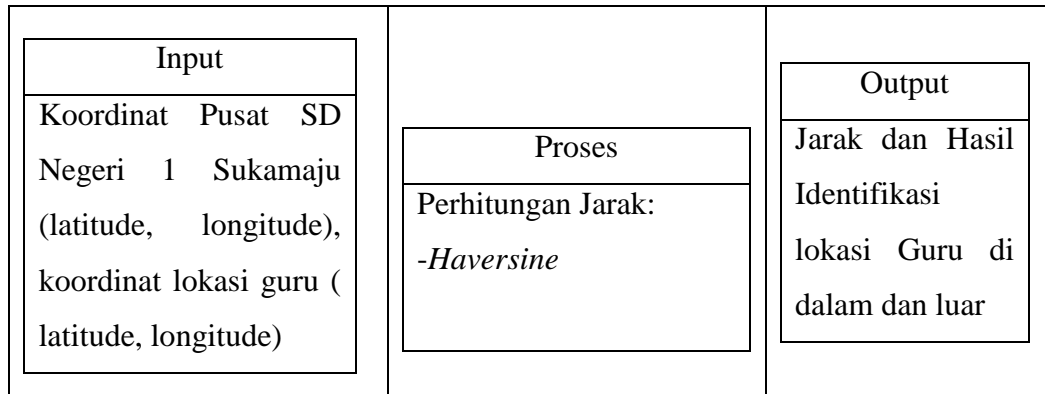 Input
Koordinat Pusat SD
Negeri 1 Sukamaju
(latitude, longitude),
koordinat lokasi guru (
latitude, longitude)
Proses
Perhitungan Jarak:
-Haversine
Output
Jarak dan Hasil
Identifikasi
lokasi Guru di
dalam dan luar